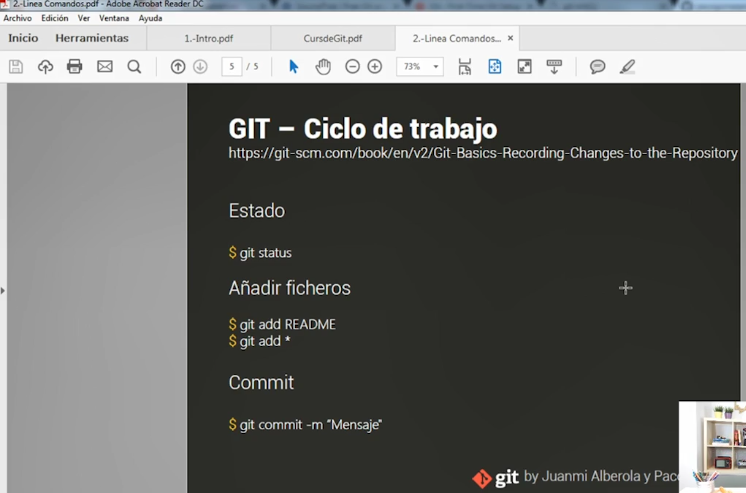 2.-Linea Comandos.pdf - Adobe Acrobat Reader DC
Archivo Edición Ver Ventana Ayuda
Inicio Herramientas 1.-Intro.pdf CursdeGit.pdf 2.-Linea Comandos... ×
5 / 5 73%
GIT – Ciclo de trabajo
https://git-scm.com/book/en/v2/Git-Basics-Recording-Changes-to-the-Repository
Estado
$ git status
Añadir ficheros
$ git add README
$ git add *
Commit
$ git commit -m “Mensaje”
git by Juanmi Alberola y